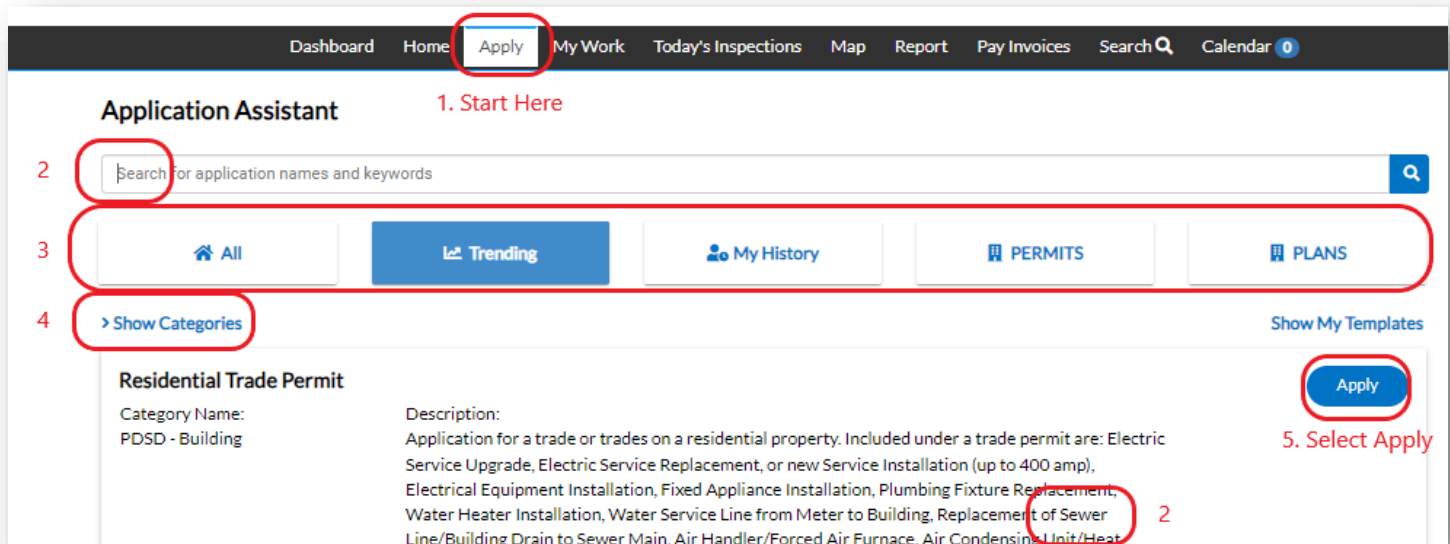 Dashboard Home Apply My Work Today's Inspections Map Report Pay Invoices Search Calendar 0
1. Start Here
Application Assistant
2
Search for application names and keywords
3
All Trending My History PERMITS PLANS
4
> Show Categories Show My Templates
Residential Trade Permit Apply
Category Name: Description:
PDSD - Building Application for a trade or trades on a residential property. Included under a trade permit are: Electric
5. Select Apply
Service Upgrade, Electric Service Replacement, or new Service Installation (up to 400 amp),
Electrical Equipment Installation, Fixed Appliance Installation, Plumbing Fixture Replacement,
Water Heater Installation, Water Service Line from Meter to Building, Replacement of Sewer 2
Line/Building Drain to Sewer Main, Air Handler/Forced Air Furnace, Air Condensing Unit/Heat